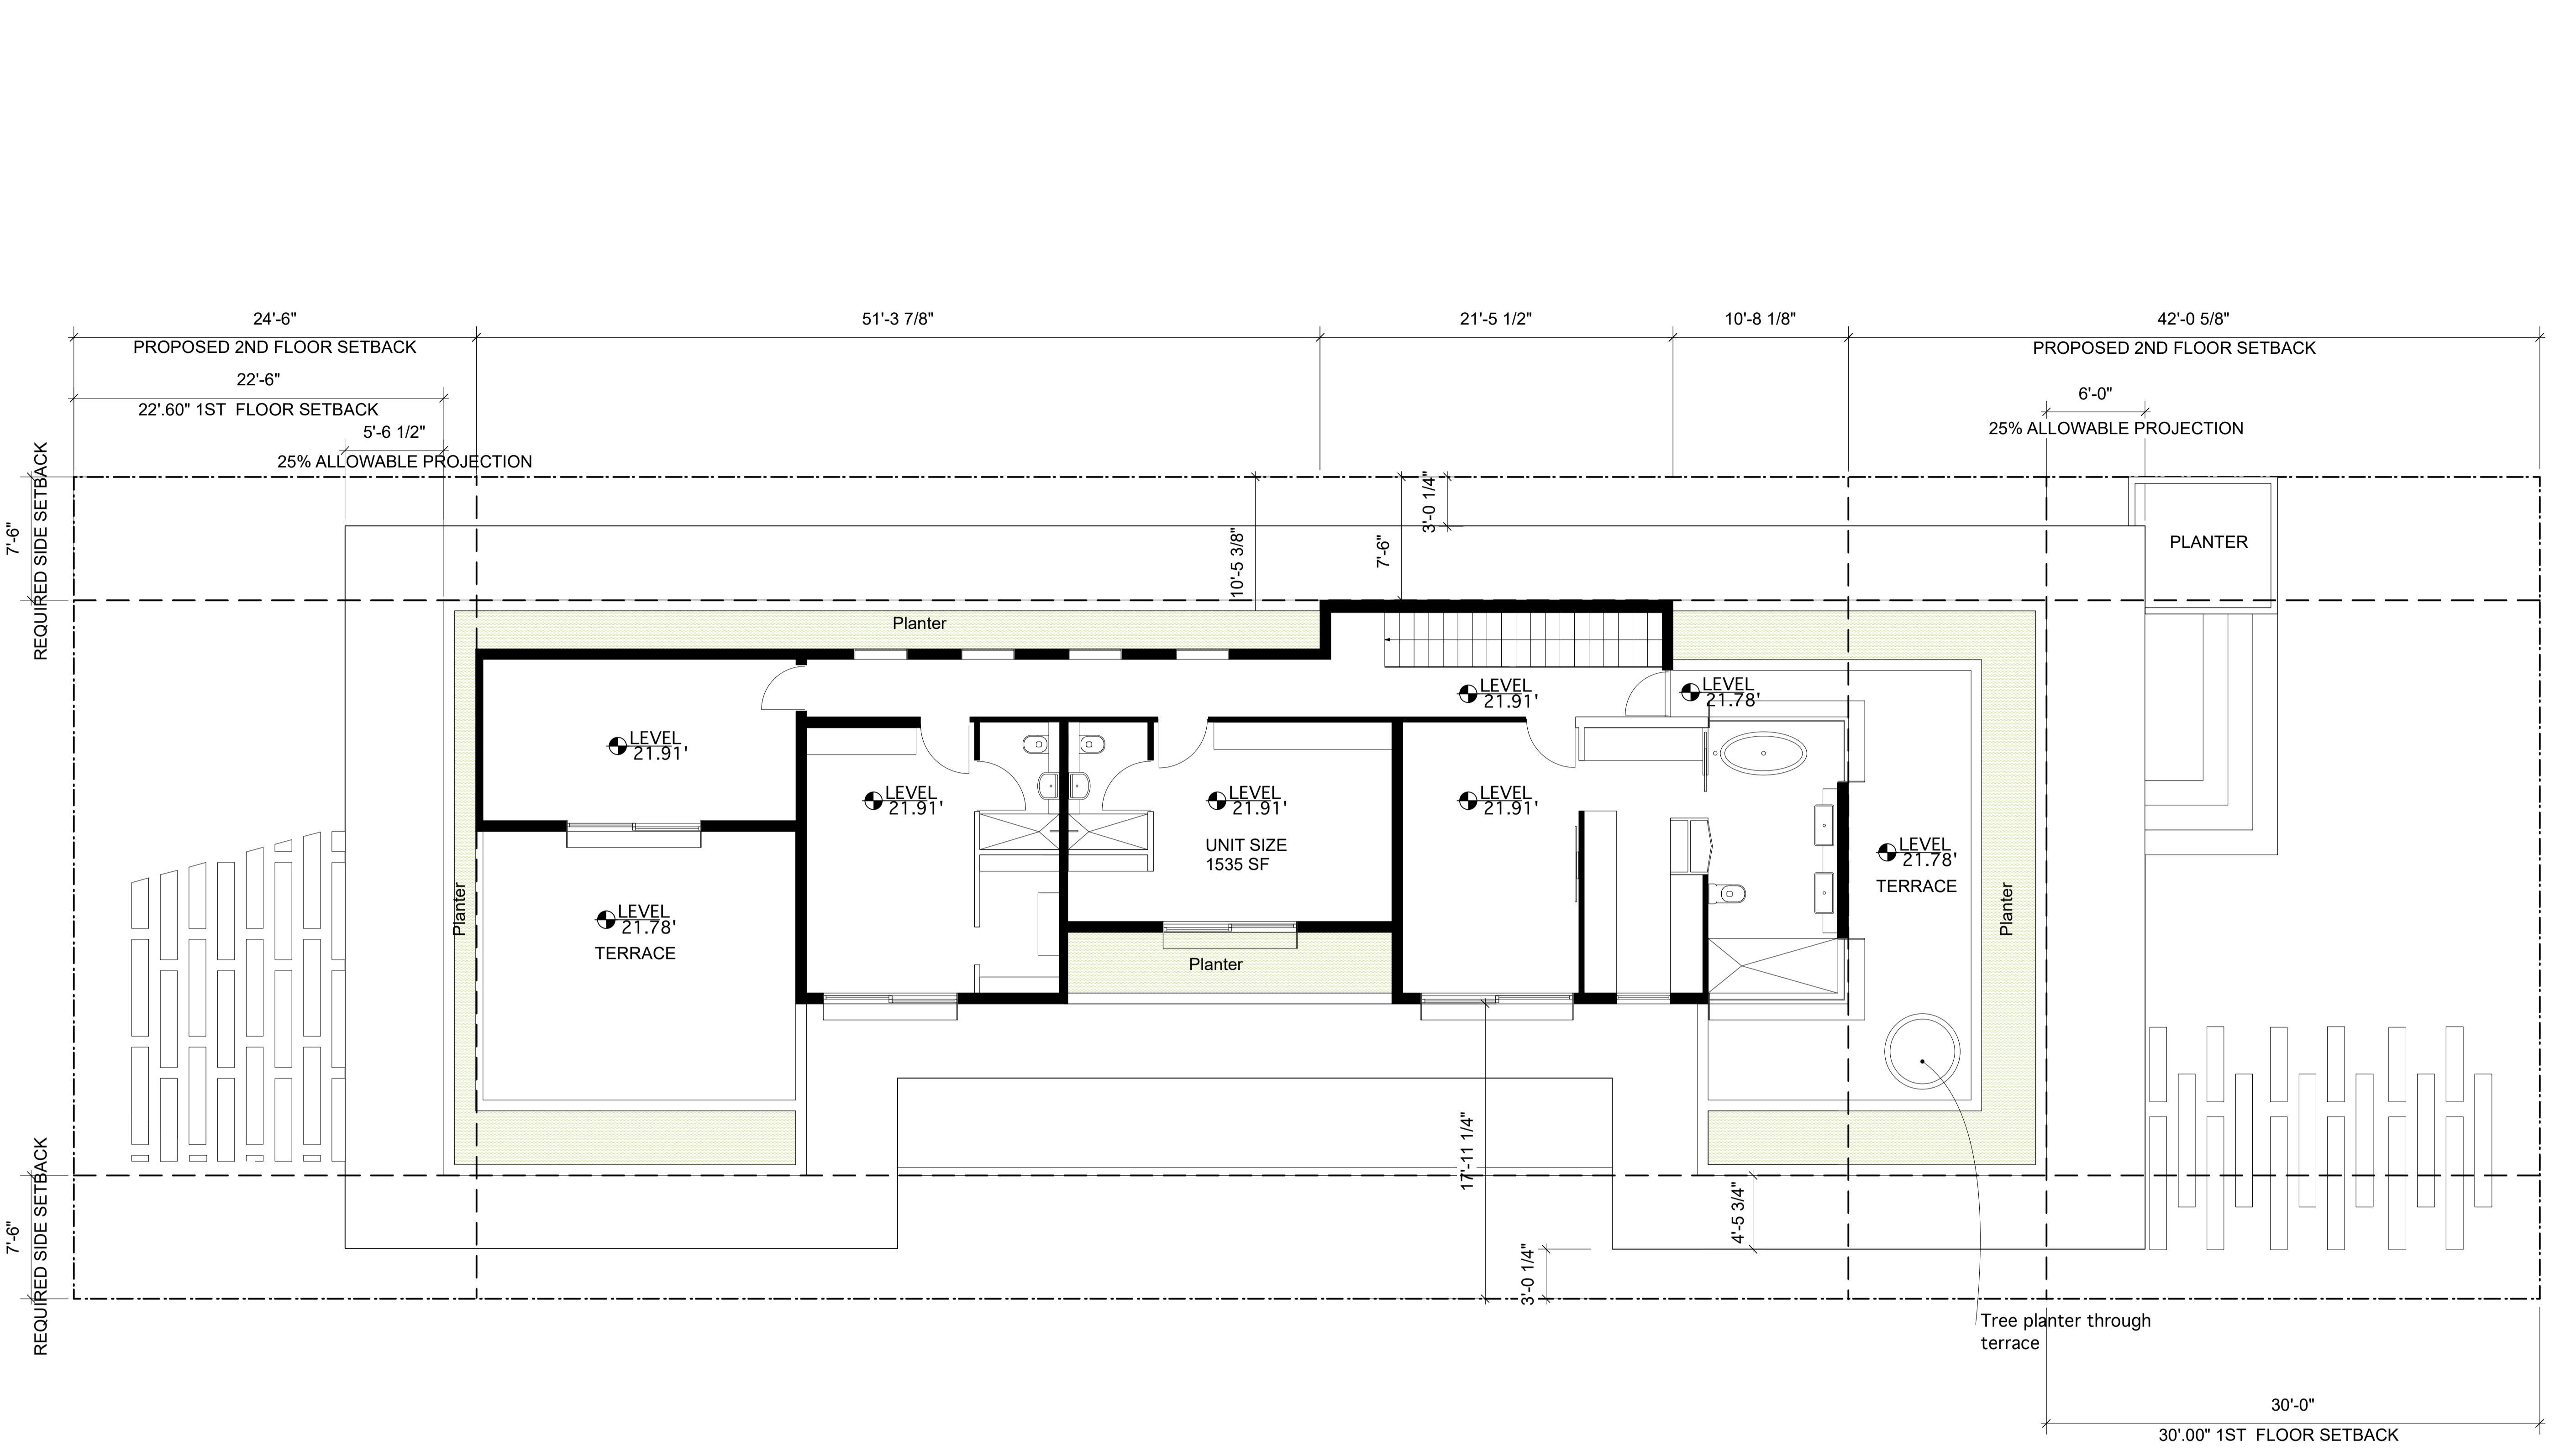 24'-6"
51'-3 7/8"
21'-5 1/2"
10'-8 1/8"
42'-0 5/8"
PROPOSED 2ND FLOOR SETBACK
PROPOSED 2ND FLOOR SETBACK
22'-6"
6'-0"
22'.60" 1ST  FLOOR SETBACK
5'-6 1/2"
25% ALLOWABLE PROJECTION
25% ALLOWABLE PROJECTION
7'-6"
REQUIRED SIDE SETBACK
10'-5 3/8"
7'-6"
3'-0 1/4"
PLANTER
Planter
LEVEL
21.91'
LEVEL
21.78'
LEVEL
21.91'
LEVEL
21.91'
LEVEL
21.91'
LEVEL
21.91'
UNIT SIZE
1535 SF
LEVEL
21.78'
TERRACE
Planter
Planter
LEVEL
21.78'
TERRACE
Planter
17'-11 1/4"
4'-5 3/4"
3'-0 1/4"
7'-6"
REQUIRED SIDE SETBACK
Tree planter through
terrace
30'-0"
30'.00" 1ST  FLOOR SETBACK